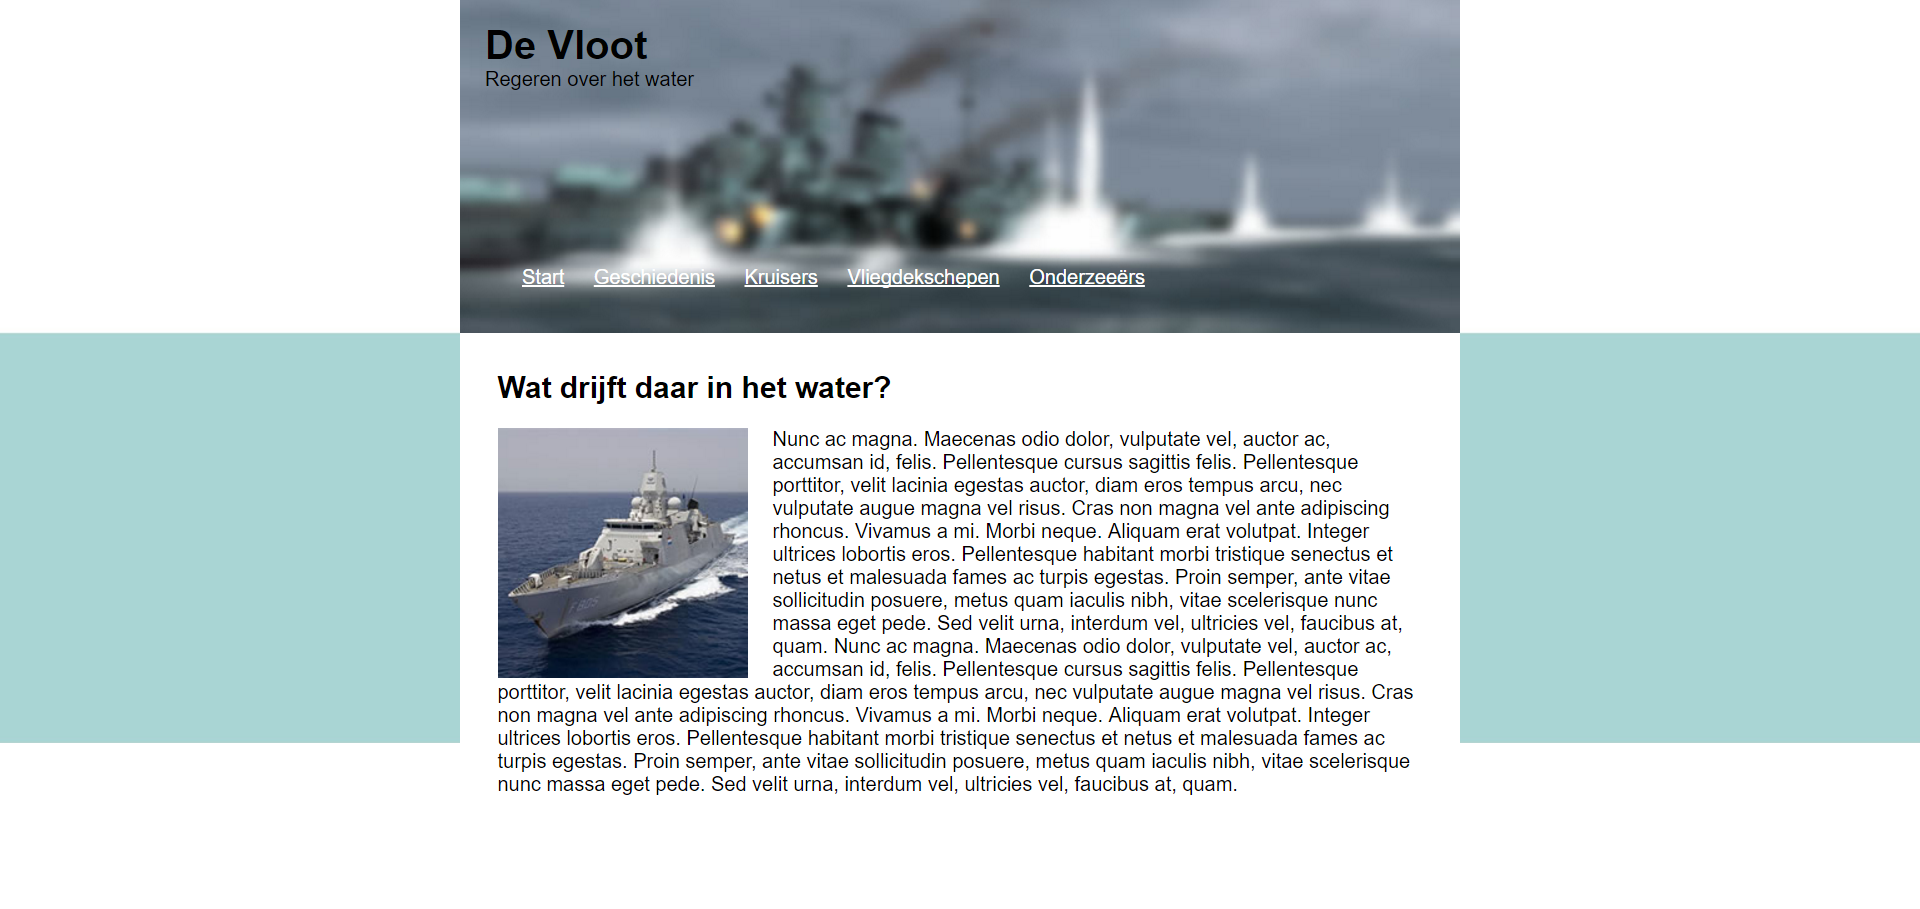 De Vloot
Regeren over het water
Start Geschiedenis Kruisers Vliegdekschepen Onderzeeërs
Wat drijft daar in het water?
Nunc ac magna. Maecenas odio dolor, vulputate vel, auctor ac,
accumsan id, felis. Pellentesque cursus sagittis felis. Pellentesque
porttitor, velit lacinia egestas auctor, diam eros tempus arcu, nec
vulputate augue magna vel risus. Cras non magna vel ante adipiscing
rhoncus. Vivamus a mi. Morbi neque. Aliquam erat volutpat. Integer
ultrices lobortis eros. Pellentesque habitant morbi tristique senectus et
netus et malesuada fames ac turpis egestas. Proin semper, ante vitae
sollicitudin posuere, metus quam iaculis nibh, vitae scelerisque nunc
massa eget pede. Sed velit urna, interdum vel, ultricies vel, faucibus at,
quam. Nunc ac magna. Maecenas odio dolor, vulputate vel, auctor ac,
accumsan id, felis. Pellentesque cursus sagittis felis. Pellentesque
porttitor, velit lacinia egestas auctor, diam eros tempus arcu, nec vulputate augue magna vel risus. Cras
non magna vel ante adipiscing rhoncus. Vivamus a mi. Morbi neque. Aliquam erat volutpat. Integer
ultrices lobortis eros. Pellentesque habitant morbi tristique senectus et netus et malesuada fames ac
turpis egestas. Proin semper, ante vitae sollicitudin posuere, metus quam iaculis nibh, vitae scelerisque
nunc massa eget pede. Sed velit urna, interdum vel, ultricies vel, faucibus at, quam.
F805